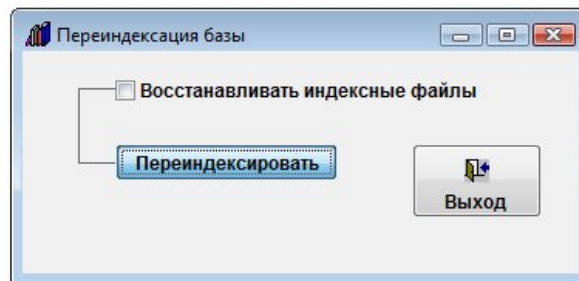 Переиндексация базы
Восстанавливать индексные файлы
Переиндексировать
Выход